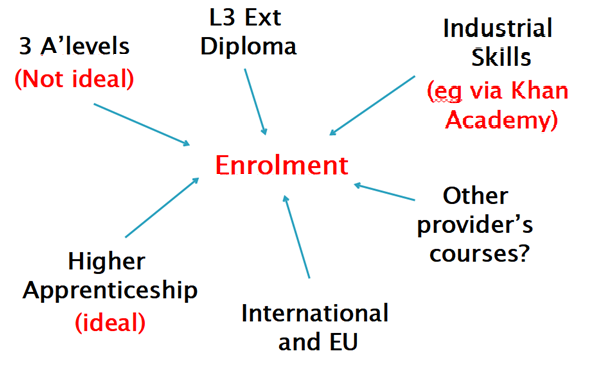 3 A'levels
(Not ideal)
L3 Ext
Diploma
Industrial
Skills
(eg via Khan
Academy)
Enrolment
Other
provider's
courses?
Higher
Apprenticeship
(ideal)
International
and EU